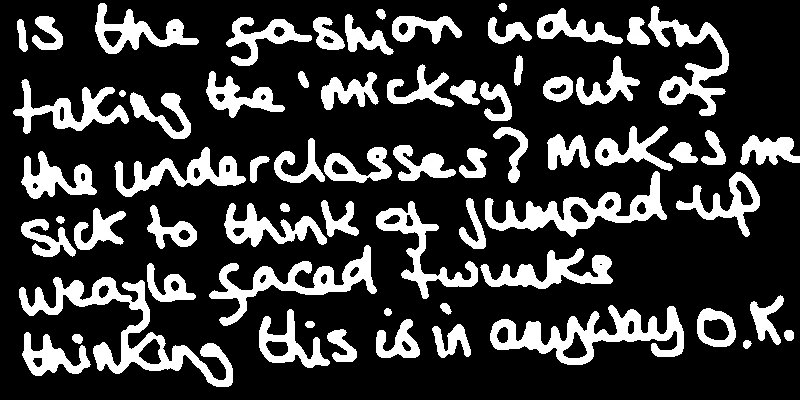 is the fashion industry
taking the 'mickey' out of
the underclasses? Makes me
sick to think of jumped-up
weazle faced twunks
thinking this is in anyway O.K.